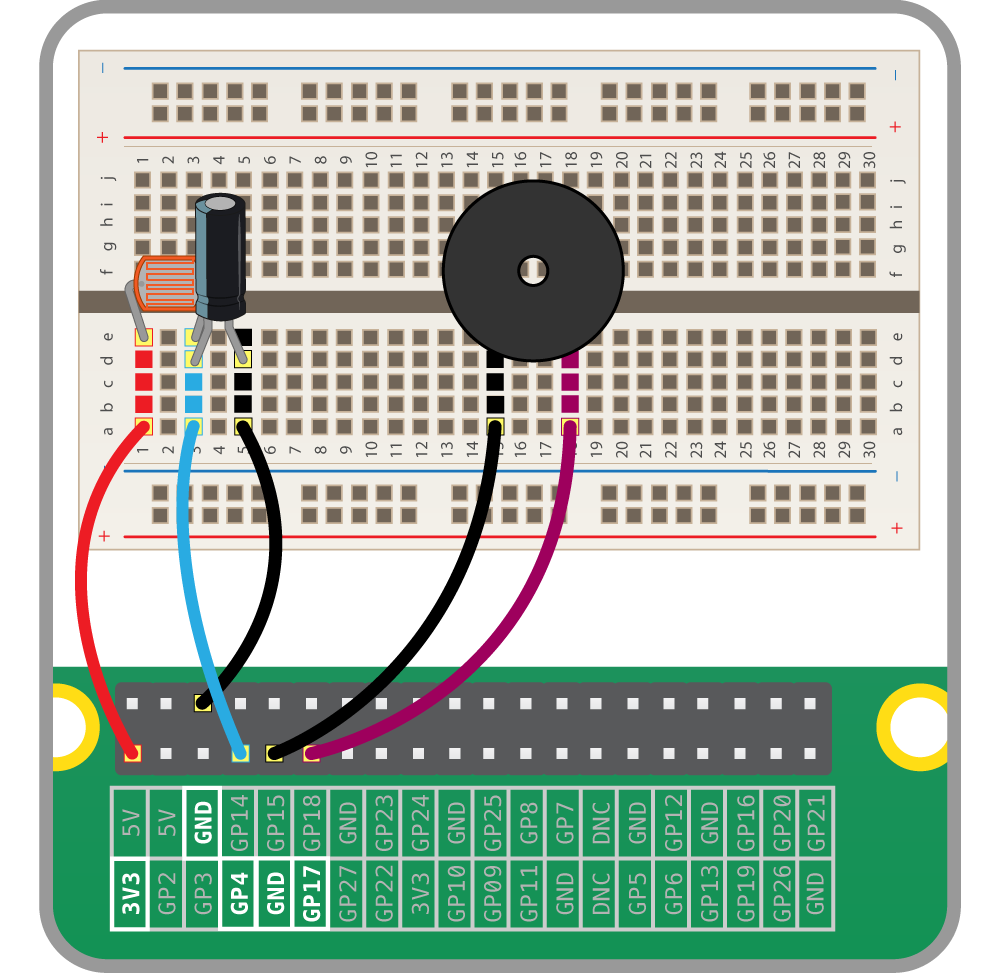 − −
+ +
1 2 3 4 5 6 7 8 9 10 11 12 13 14 15 16 17 18 19 20 21 22 23 24 25 26 27 28 29 30
j j
i i
h h
g g
f f
e e
d d
c c
b b
a a
1 2 3 4 5 6 7 8 9 10 11 12 13 14 15 16 17 18 19 20 21 22 23 24 25 26 27 28 29 30
−
+ +
5V 5V GND GP14 GP15 GP18 GND GP23 GP24 GND GP25 GP8 GP7 DNC GND GP12 GND GP16 GP20 GP21
3V3 GP2 GP3 GP4 GND GP17 GP27 GP22 3V3 GP10 GP09 GP11 GND DNC GP5 GP6 GP13 GP19 GP26 GND